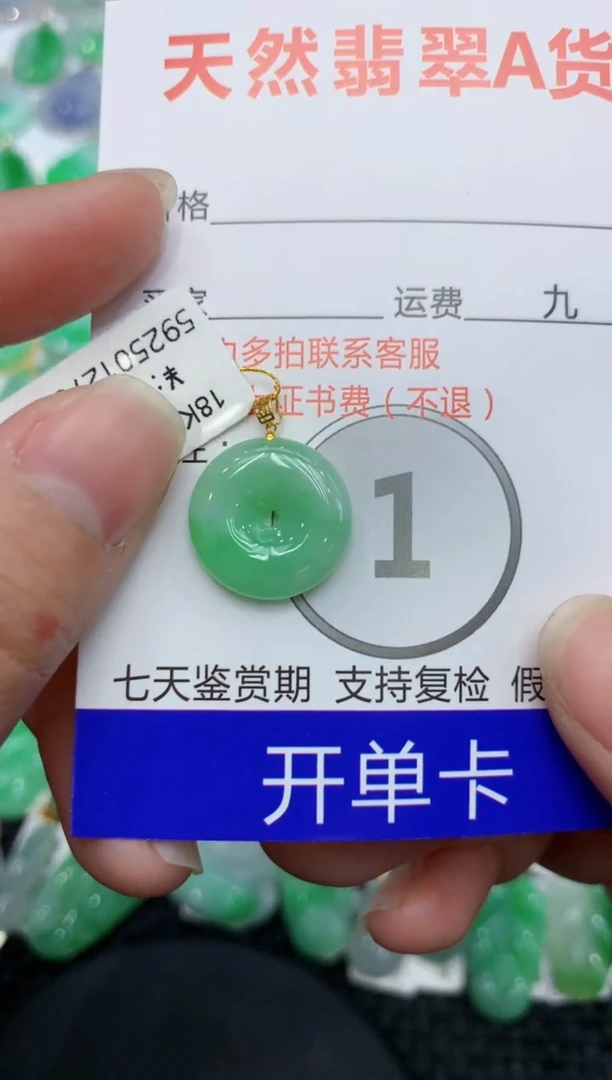 天然翡翠A货
格
运费 九
多拍联系客服
证书费（不退）
5925012
¥:
18K
1
七天鉴赏期 支持复检 假
开单卡